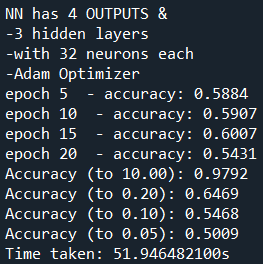 NN has 4 OUTPUTS &
-3 hidden layers
-with 32 neurons each
-Adam Optimizer
epoch 5  - accuracy: 0.5884
epoch 10  - accuracy: 0.5907
epoch 15  - accuracy: 0.6007
epoch 20  - accuracy: 0.5431
Accuracy (to 10.00): 0.9792
Accuracy (to 0.20): 0.6469
Accuracy (to 0.10): 0.5468
Accuracy (to 0.05): 0.5009
Time taken: 51.946482100s